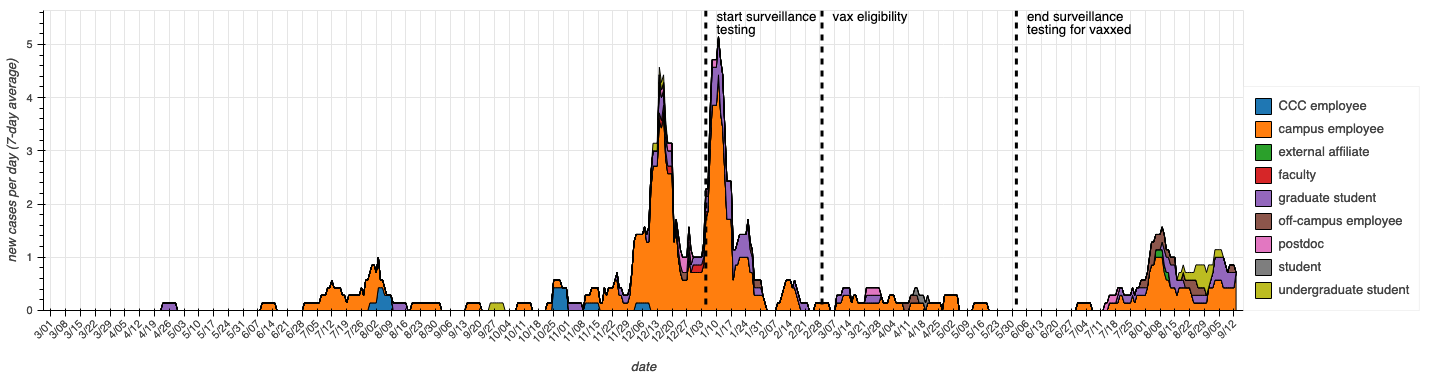 start surveillance
testing
vax eligibility
end surveillance
testing for vaxxed
new cases per day (7-day average)
5
4
3
2
1
0
3/01 3/08 3/15 3/22 3/29 4/05 4/12 4/19 4/26 5/03 5/10 5/17 5/24 5/31 6/07 6/14 6/21 6/28 7/05 7/12 7/19 7/26 8/02 8/09 8/16 8/23 8/30 9/06 9/13 9/20 9/27 10/04 10/11 10/18 10/25 11/01 11/08 11/15 11/22 11/29 12/06 12/13 12/20 12/27 1/03 1/10 1/17 1/24 1/31 2/07 2/14 2/21 2/28 3/07 3/14 3/21 3/28 4/04 4/11 4/18 4/25 5/02 5/09 5/16 5/23 5/30 6/06 6/13 6/20 6/27 7/04 7/11 7/18 7/25 8/01 8/08 8/15 8/22 8/29 9/05 9/12
date
CCC employee
campus employee
external affiliate
faculty
graduate student
off-campus employee
postdoc
student
undergraduate student